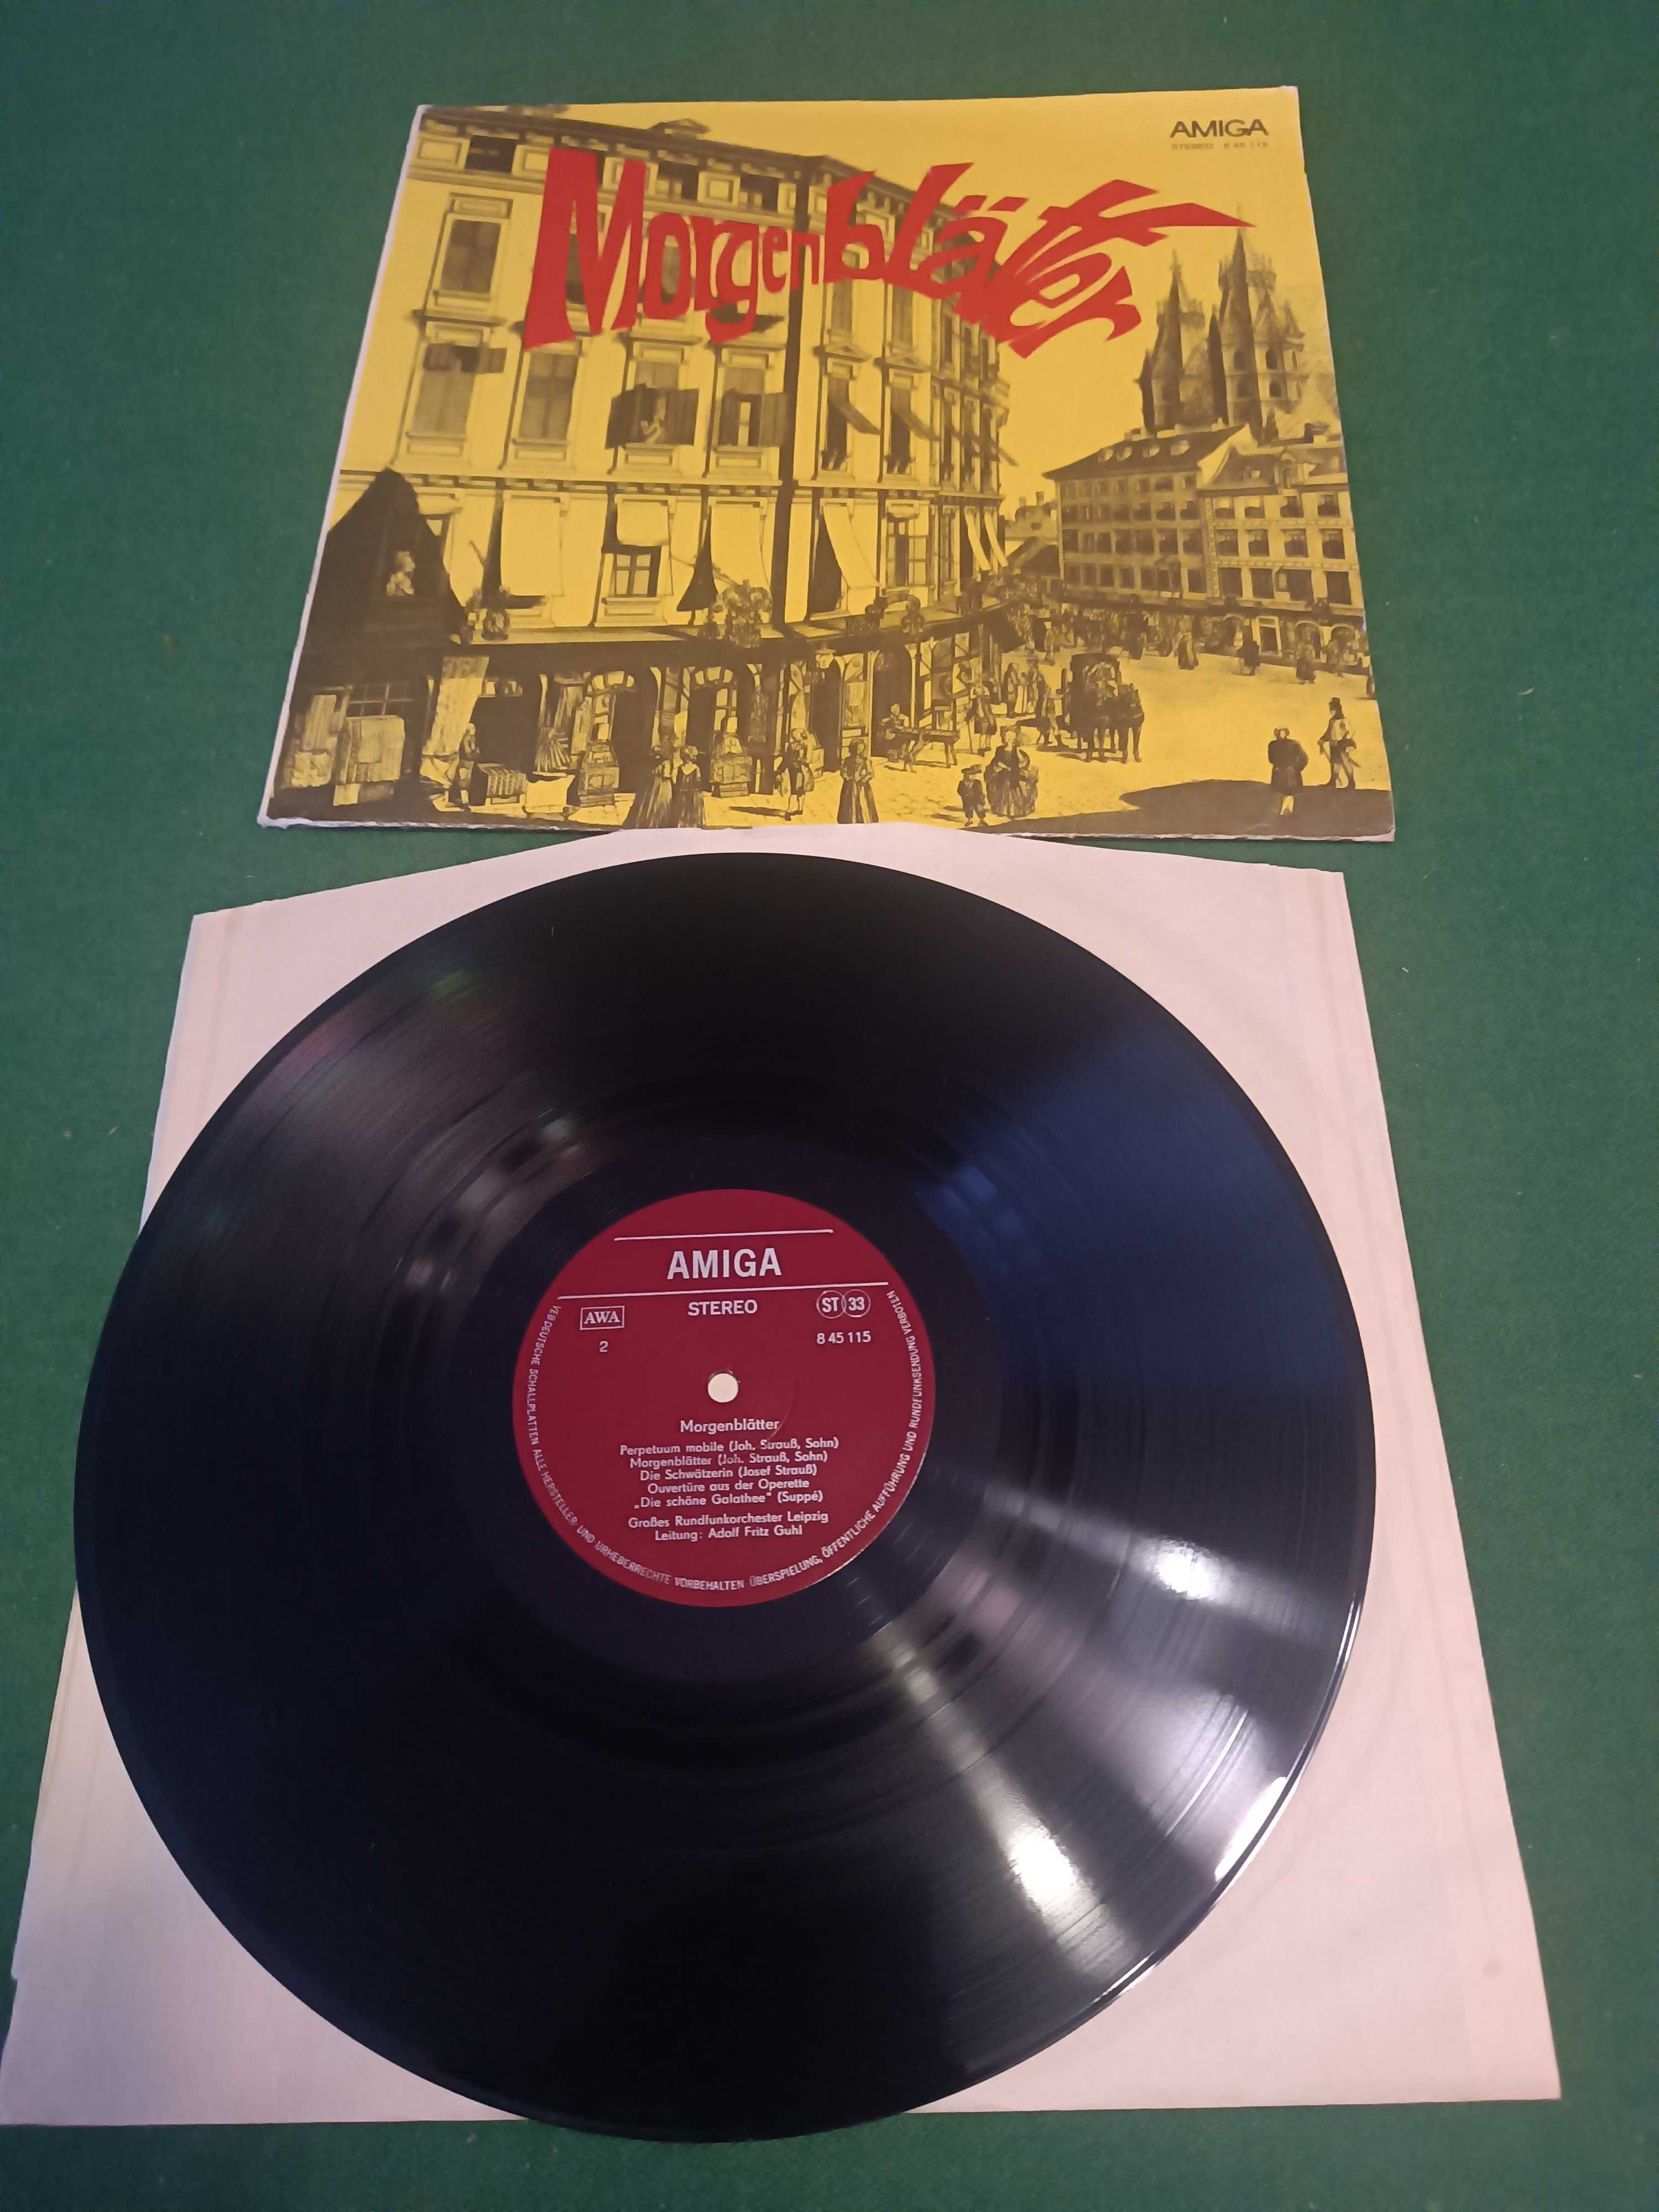 AMIGA
STEREO 8 45 115
Morgenblätter
AMIGA
AWA
STEREO
ST 33
2
8 45 115
Morgenblätter
Perpetuum mobile (Joh. Strauß, Sohn)
Morgenblätter (Joh. Strauß, Sohn)
Die Schwätzerin (Josef Strauß)
Ouvertüre aus der Operette
„Die schöne Galathee“ (Suppé)
Großes Rundfunkorchester Leipzig
Leitung: Adolf Fritz Guhl
VEB DEUTSCHE SCHALLPLATTEN ALLE HERSTELLER- UND URHEBERRECHTE VORBEHALTEN ÜBERSPIELUNG, ÖFFENTLICHE AUFFÜHRUNG UND RUNDFUNKSENDUNG VERBOTEN